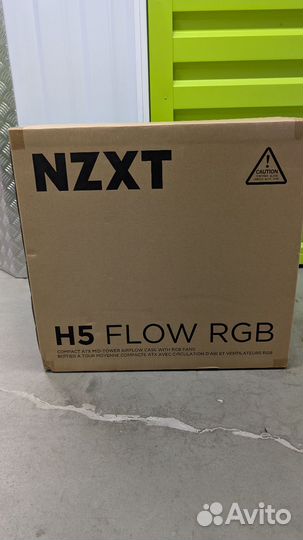 NZXT
CAUTION
H5 FLOW RGB
COMPACT ATX MID-TOWER AIRFLOW CASE WITH RGB FANS
BOÎTIER À TOUR MOYENNE COMPACTE ATX AVEC CIRCULATION D'AIR ET VENTILATEURS RGB
Avito